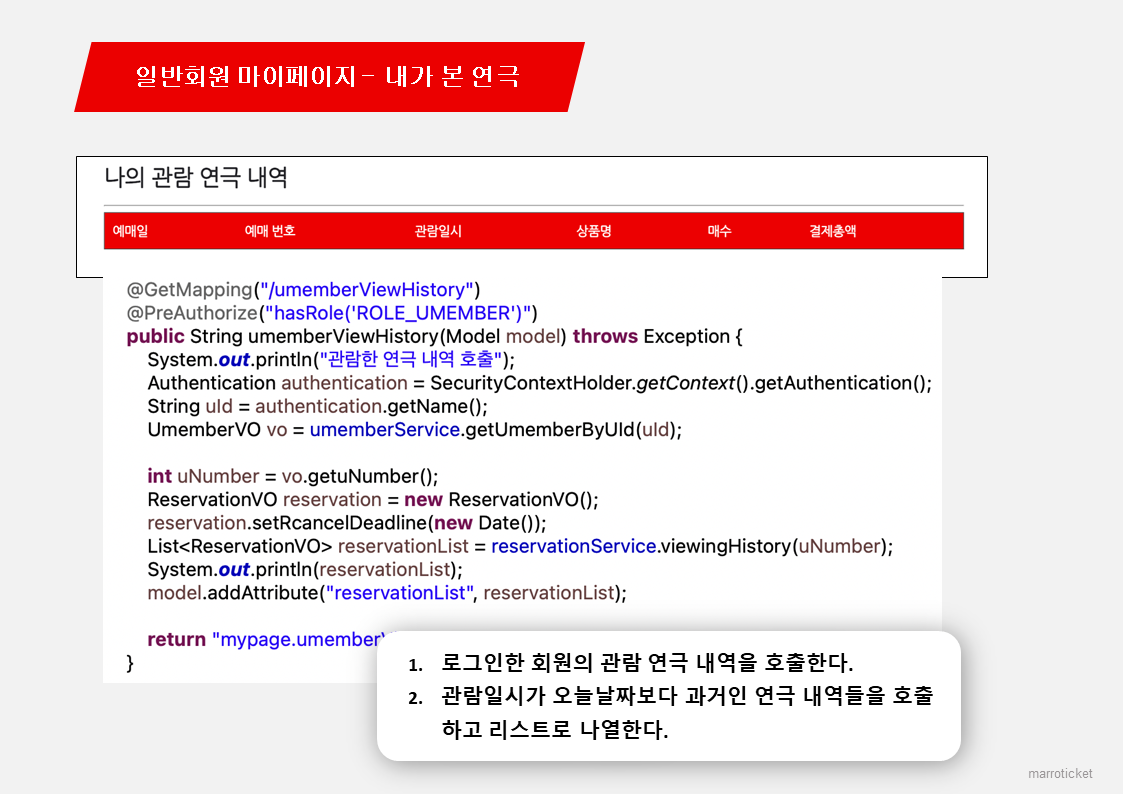 일반회원 마이페이지 – 내가 본 연극
나의 관람 연극 내역
예매일 예매 번호 관람일시 상품명 매수 결제총액
@GetMapping("/umemberViewHistory")
@PreAuthorize("hasRole('ROLE_UMEMBER')")
public String umemberViewHistory(Model model) throws Exception {
System.out.println("관람한 연극 내역 호출");
Authentication authentication = SecurityContextHolder.getContext().getAuthentication();
String uId = authentication.getName();
UmemberVO vo = umemberService.getUmemberByUId(uId);
int uNumber = vo.getuNumber();
ReservationVO reservation = new ReservationVO();
reservation.setRcancelDeadline(new Date());
List<ReservationVO> reservationList = reservationService.viewingHistory(uNumber);
System.out.println(reservationList);
model.addAttribute("reservationList", reservationList);
return "mypage.umember
}
1. 로그인한 회원의 관람 연극 내역을 호출한다.
2. 관람일시가 오늘날짜보다 과거인 연극 내역들을 호출
하고 리스트로 나열한다.
marroticket